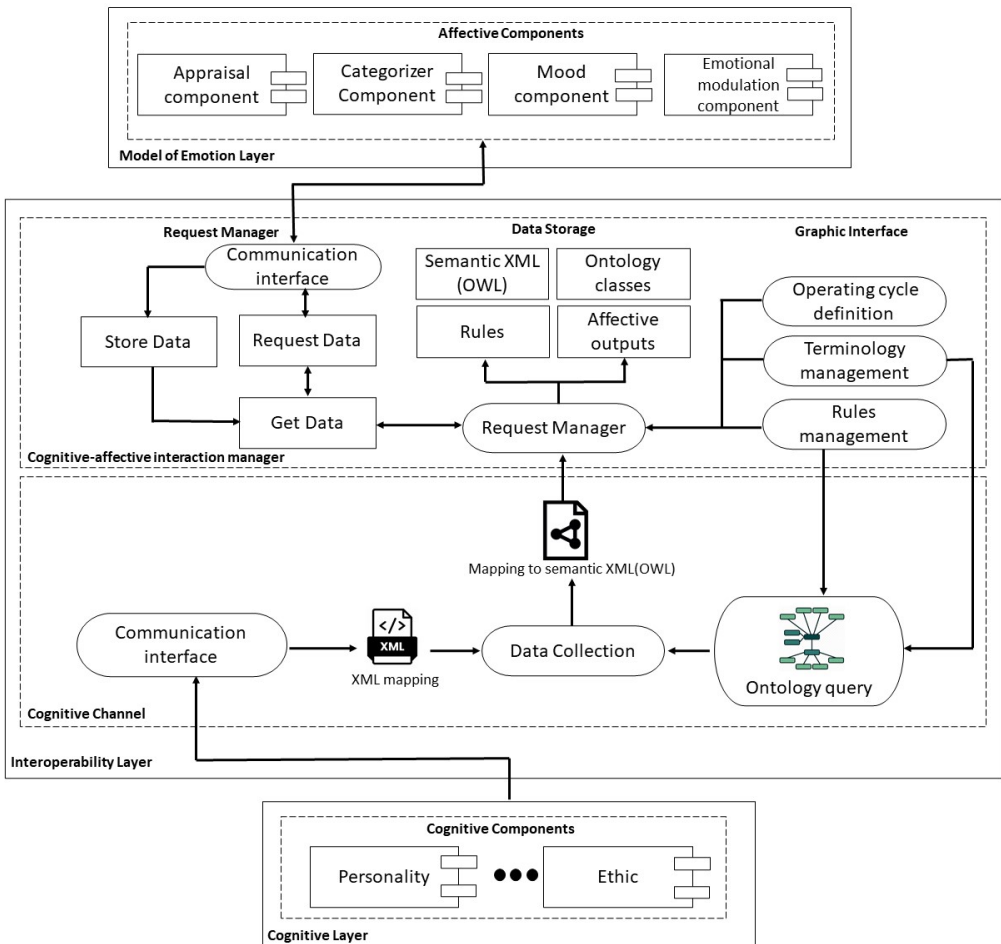 Affective Components
Appraisal
component
Categorizer
Component
Mood
component
Emotional
modulation
component
Model of Emotion Layer
Request Manager
Data Storage
Graphic Interface
Communication
interface
Semantic XML
(OWL)
Ontology
classes
Operating cycle
definition
Store Data
Request Data
Rules
Affective
outputs
Terminology
management
Get Data
Request Manager
Rules
management
Cognitive-affective interaction manager
Mapping to semantic XML(OWL)
Communication
interface
</>
XML
XML mapping
Data Collection
Ontology query
Cognitive Channel
Interoperability Layer
Cognitive Components
Personality
Ethic
Cognitive Layer